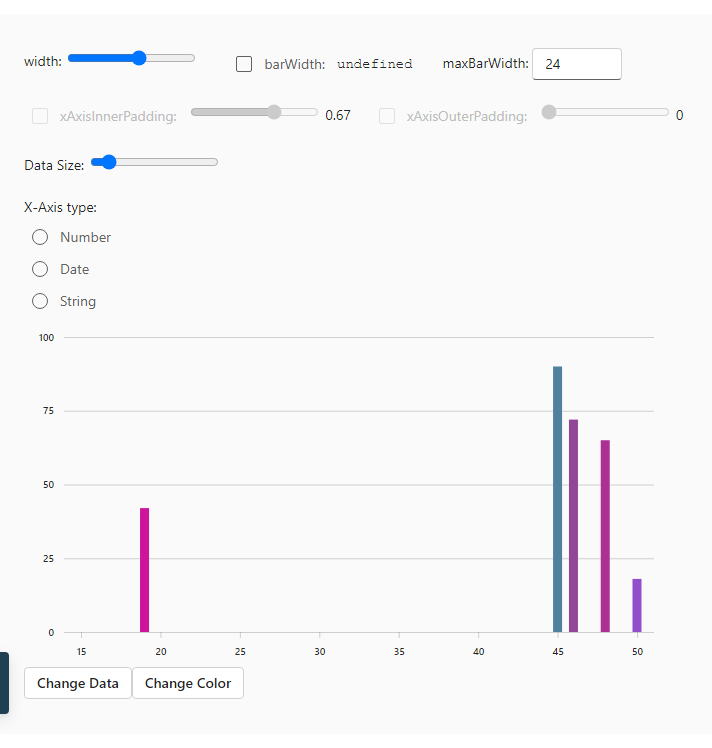 width: barWidth: undefined maxBarWidth: 24
xAxisInnerPadding: 0.67 xAxisOuterPadding: 0
Data Size:
X-Axis type:
Number
Date
String
100
75
50
25
0
15 20 25 30 35 40 45 50
Change Data Change Color